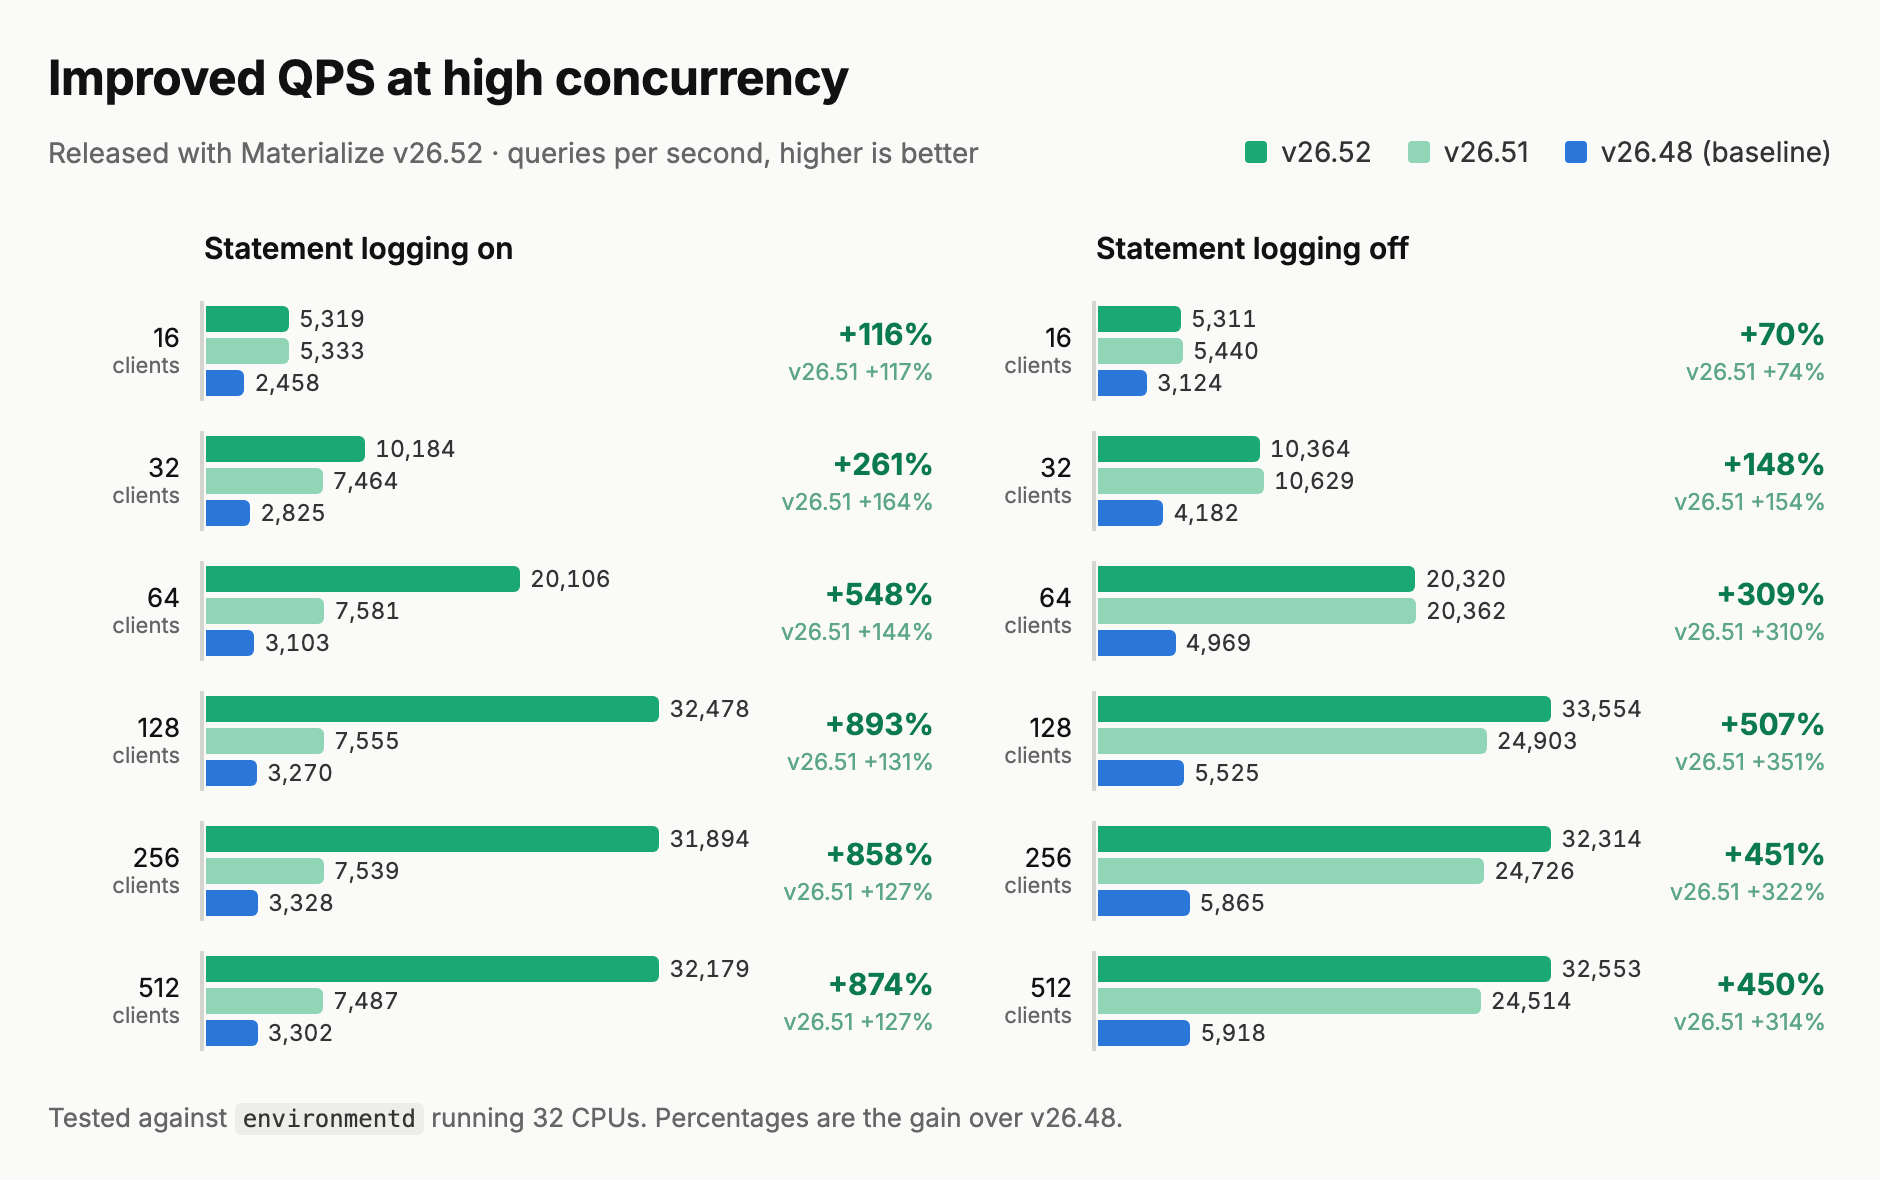 Improved QPS at high concurrency
Released with Materialize v26.52 · queries per second, higher is better
v26.52
v26.51
v26.48 (baseline)
Statement logging on
16
clients
5,319
5,333
2,458
+116%
v26.51 +117%
32
clients
10,184
7,464
2,825
+261%
v26.51 +164%
64
clients
20,106
7,581
3,103
+548%
v26.51 +144%
128
clients
32,478
7,555
3,270
+893%
v26.51 +131%
256
clients
31,894
7,539
3,328
+858%
v26.51 +127%
512
clients
32,179
7,487
3,302
+874%
v26.51 +127%
Statement logging off
16
clients
5,311
5,440
3,124
+70%
v26.51 +74%
32
clients
10,364
10,629
4,182
+148%
v26.51 +154%
64
clients
20,320
20,362
4,969
+309%
v26.51 +310%
128
clients
33,554
24,903
5,525
+507%
v26.51 +351%
256
clients
32,314
24,726
5,865
+451%
v26.51 +322%
512
clients
32,553
24,514
5,918
+450%
v26.51 +314%
Tested against environmentd running 32 CPUs. Percentages are the gain over v26.48.